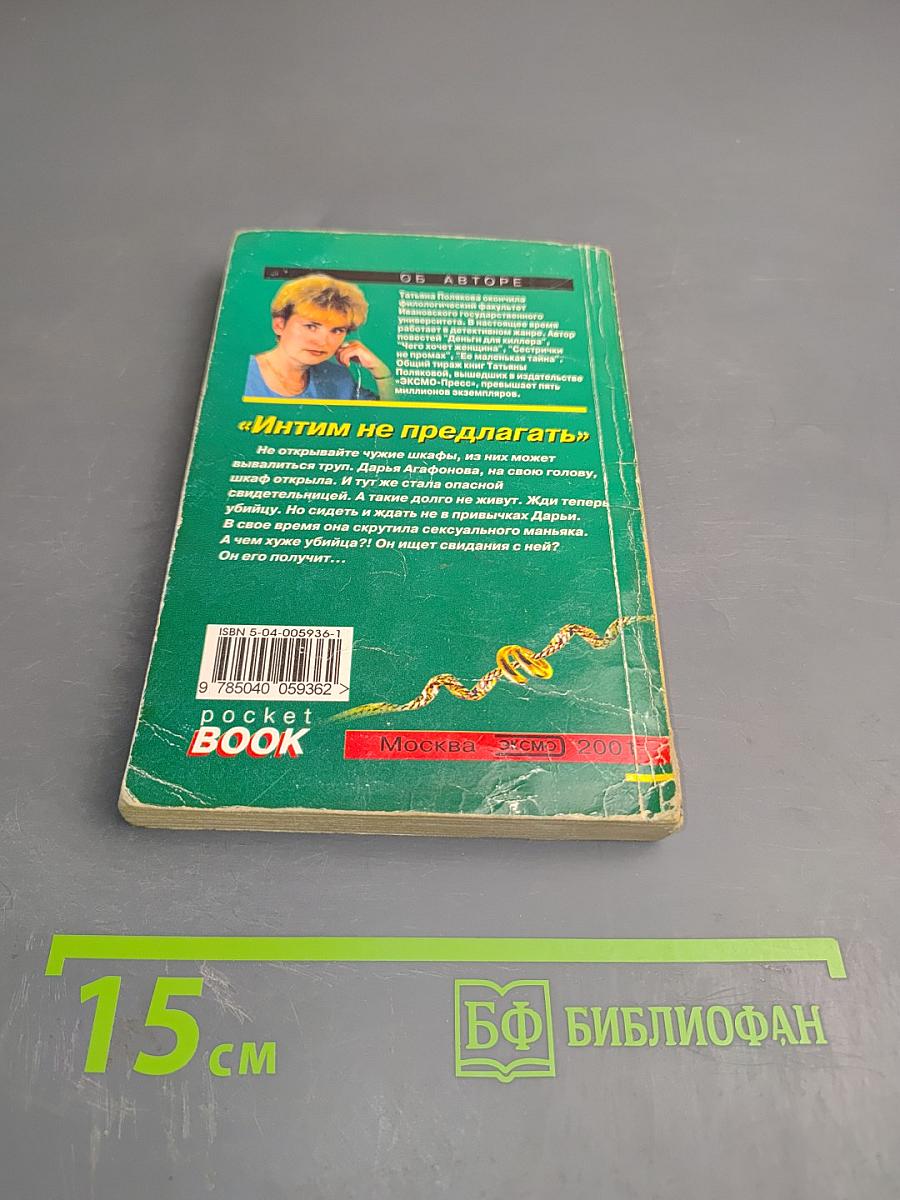 ОБ АВТОРЕ
Татьяна Полякова окончила
филологический факультет
Ивановского государственного
университета. В настоящее время
работает в детективном жанре. Автор
повестей "Деньги для киллера",
"Чего хочет женщина", "Сестрички
не промах", "Ее маленькая тайна".
Общий тираж книг Татьяны
Поляковой, вышедших в издательстве
«ЭКСМО-Пресс», превышает пять
миллионов экземпляров.
«Интим не предлагать»
Не открывайте чужие шкафы, из них может
вывалиться труп. Дарья Агафонова, на свою голову,
шкаф открыла. И тут же стала опасной
свидетельницей. А такие долго не живут. Жди теперь
убийцу. Но сидеть и ждать не в привычках Дарьи.
В свое время она скрутила сексуального маньяка.
А чем хуже убийца?! Он ищет свидания с ней?
Он его получит...
ISBN 5-04-005936-1
9 785040 059362 >
pocket
BOOK
Москва ЭКСМО 2001
15 см
БФ БИБЛИОФАН